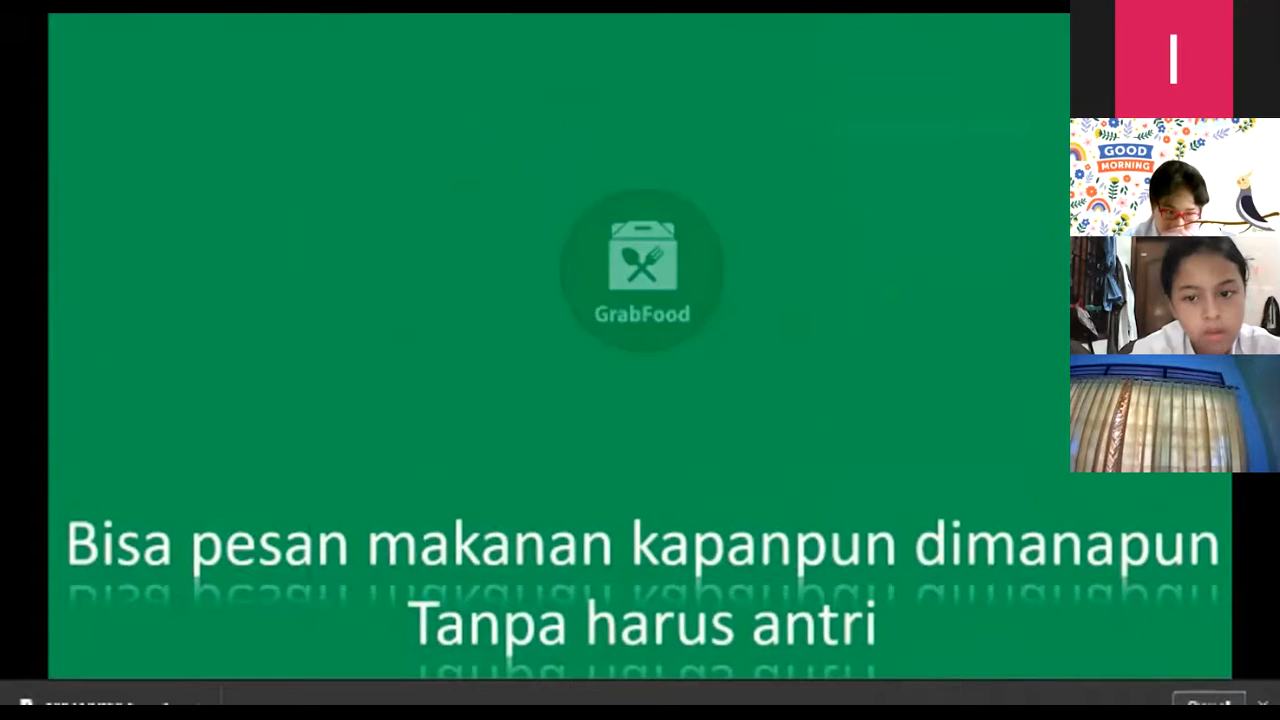 I
GOOD
MORNING
GrabFood
Bisa pesan makanan kapanpun dimanapun
Tanpa harus antri